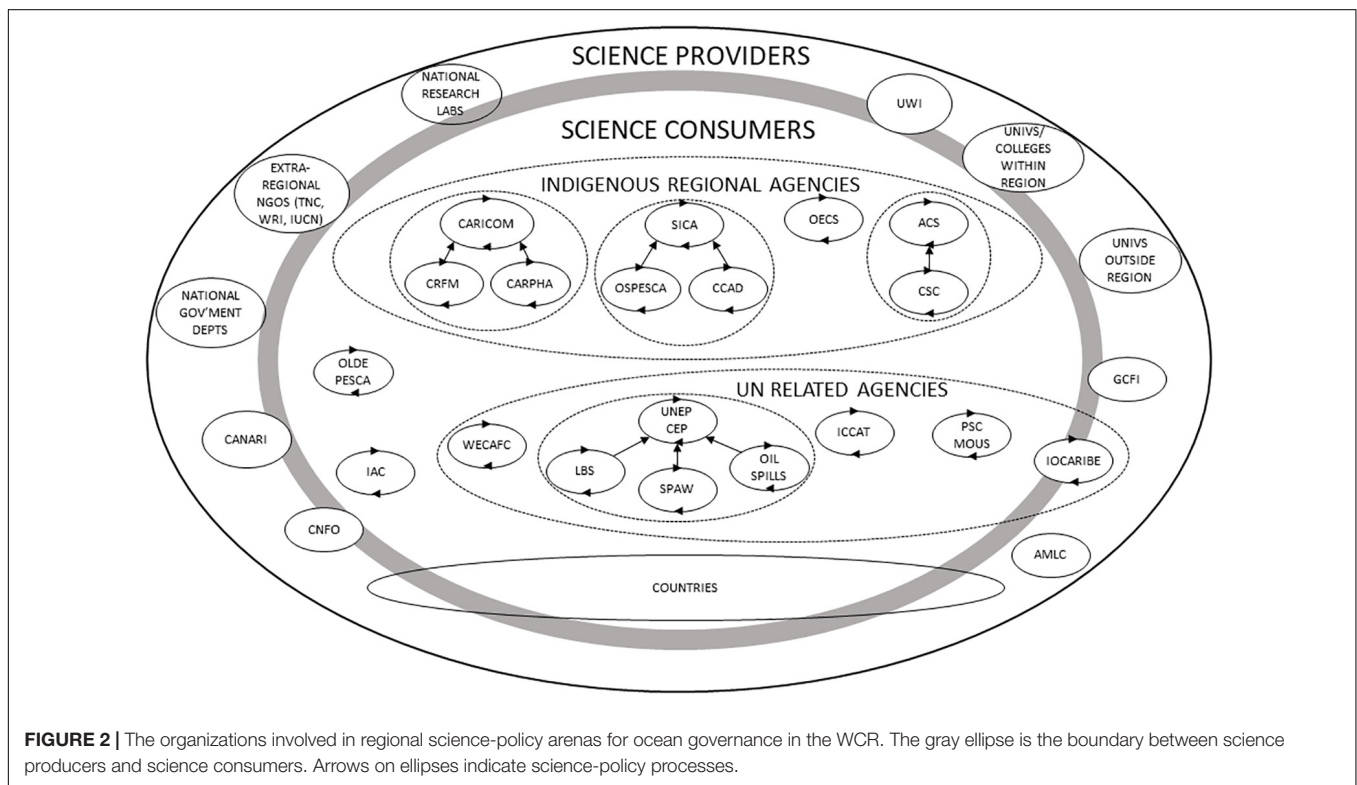 SCIENCE PROVIDERS
NATIONAL
RESEARCH
LABS
UWI
SCIENCE CONSUMERS
UNIVS/
COLLEGES
WITHIN
REGION
EXTRA-
REGIONAL
NGOS (TNC,
WRI, IUCN)
INDIGENOUS REGIONAL AGENCIES
CARICOM
CRFM
CARPHA
SICA
OSPESCA
CCAD
OECS
ACS
CSC
UNIVS
OUTSIDE
REGION
NATIONAL
GOV'MENT
DEPTS
OLDE
PESCA
GCFI
UN RELATED AGENCIES
UNEP
CEP
WECAFC
LBS
SPAW
OIL
SPILLS
ICCAT
PSC
MOUS
IOCARIBE
CANARI
IAC
CNFO
AMLC
COUNTRIES
FIGURE 2 | The organizations involved in regional science-policy arenas for ocean governance in the WCR. The gray ellipse is the boundary between science
producers and science consumers. Arrows on ellipses indicate science-policy processes.